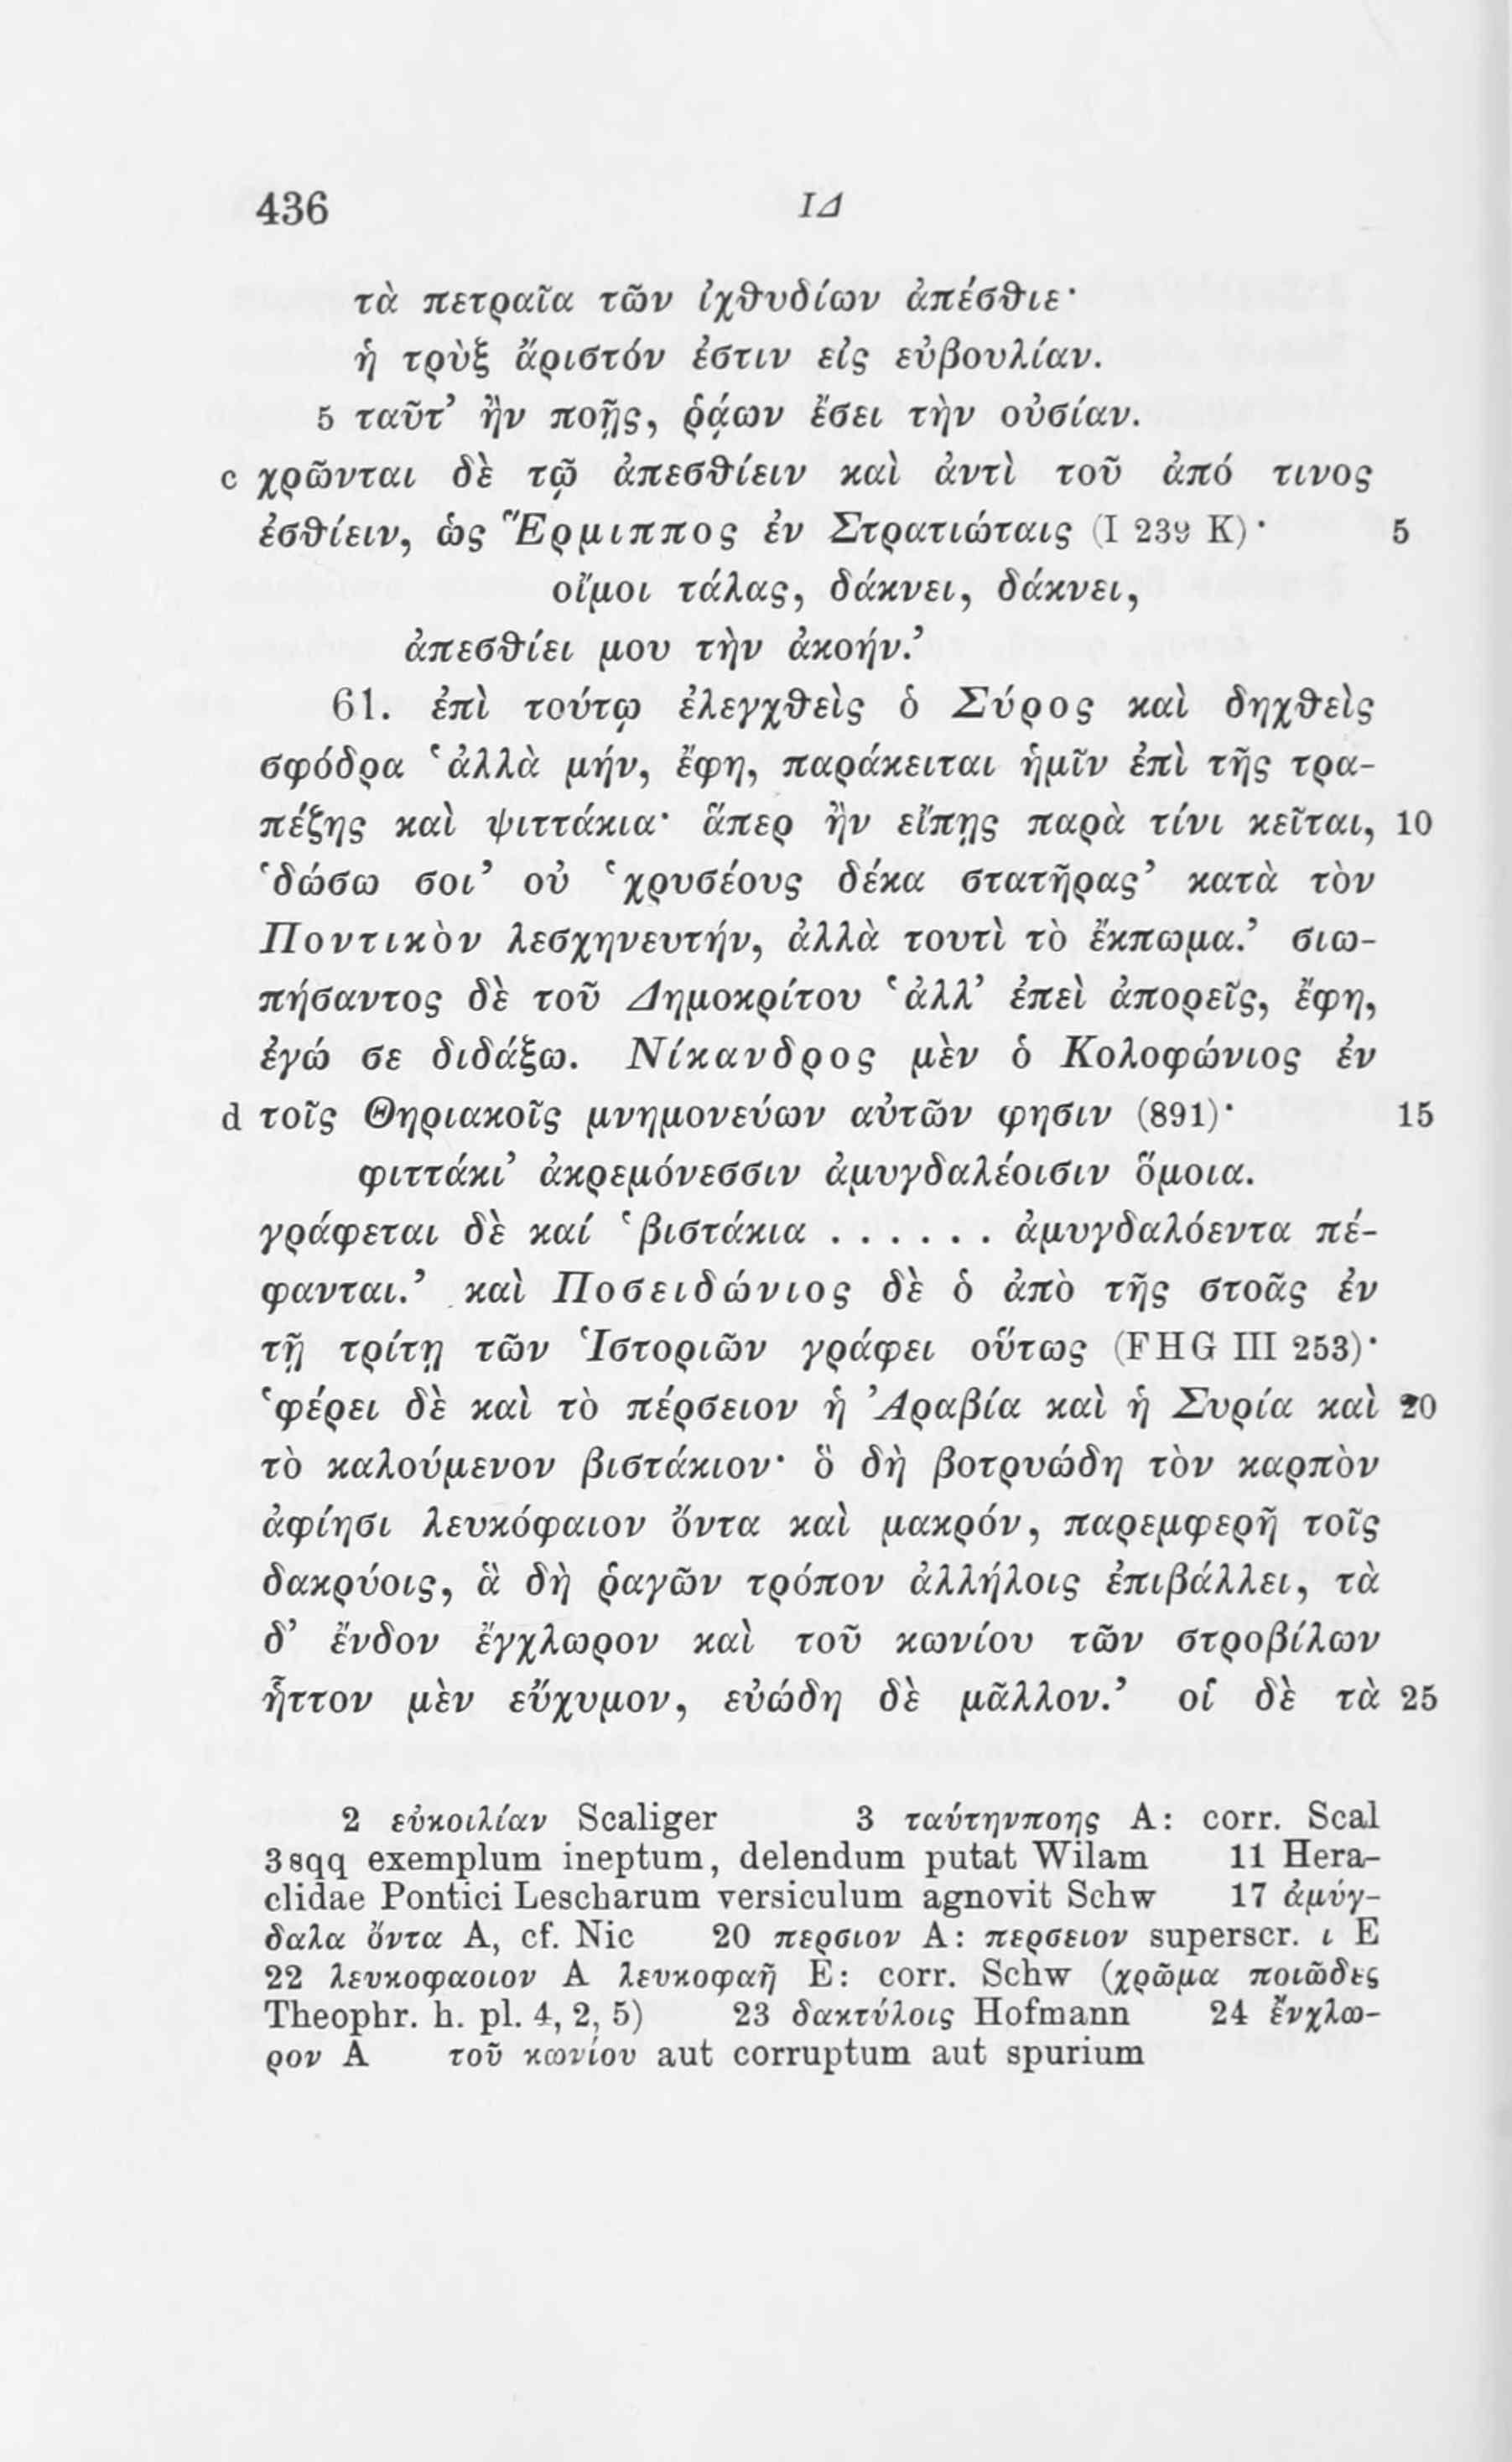 436 ΙΔ
τὰ πετραῖα τῶν ἰχθυδίων ἀπέσθιε·
ἡ τρὺξ ἄριστόν ἐστιν εἰς εὐβουλίαν.
5 ταῦτ’ ἢν ποῇς, ῥᾴων ἔσει τὴν οὐσίαν.
c χρῶνται δὲ τῷ ἀπεσθίειν καὶ ἀντὶ τοῦ ἀπό τινος
ἐσθίειν, ὡς Ἕρμιππος ἐν Στρατιώταις (I 239 K)· 5
οἴμοι τάλας, δάκνει, δάκνει,
ἀπεσθίει μου τὴν ἀκοήν.’
61. ἐπὶ τούτῳ ἐλεγχθεὶς ὁ Σύρος καὶ δηχθεὶς
σφόδρα ‘ἀλλὰ μήν, ἔφη, παράκειται ἡμῖν ἐπὶ τῆς τρα-
πέζης καὶ ψιττάκια· ἅπερ ἢν εἴπῃς παρὰ τίνι κεῖται, 10
‘δώσω σοι’ οὐ ‘χρυσέους δέκα στατῆρας’ κατὰ τὸν
Ποντικὸν λεσχηνευτήν, ἀλλὰ τουτὶ τὸ ἔκπωμα.’ σιω-
πήσαντος δὲ τοῦ Δημοκρίτου ‘ἀλλ’ ἐπεὶ ἀπορεῖς, ἔφη,
ἐγώ σε διδάξω. Νίκανδρος μὲν ὁ Κολοφώνιος ἐν
d τοῖς Θηριακοῖς μνημονεύων αὐτῶν φησιν (891)· 15
φιττάκι’ ἀκρεμόνεσσιν ἀμυγδαλέοισιν ὅμοια.
γράφεται δὲ καί ‘βιστάκια . . . . . . ἀμυγδαλόεντα πέ-
φανται.’ καὶ Ποσειδώνιος δὲ ὁ ἀπὸ τῆς στοᾶς ἐν
τῇ τρίτῃ τῶν Ἱστοριῶν γράφει οὕτως (FHG III 253)·
‘φέρει δὲ καὶ τὸ πέρσειον ἡ Ἀραβία καὶ ἡ Συρία καὶ 20
τὸ καλούμενον βιστάκιον· ὃ δὴ βοτρυώδη τὸν καρπὸν
ἀφίησι λευκόφαιον ὄντα καὶ μακρόν, παρεμφερῆ τοῖς
δακρύοις, ἃ δὴ ῥαγῶν τρόπον ἀλλήλοις ἐπιβάλλει, τὰ
δ’ ἔνδον ἔγχλωρον καὶ τοῦ κωνίου τῶν στροβίλων
ἧττον μὲν εὔχυμον, εὐώδη δὲ μᾶλλον.’ οἱ δὲ τὰ 25
2 εὐκοιλίαν Scaliger 3 ταύτηνποης A: corr. Scal
3sqq exemplum ineptum, delendum putat Wilam 11 Hera-
clidae Pontici Lescharum versiculum agnovit Schw 17 ἀμύγ-
δαλα ὄντα A, cf. Nic 20 περσιον A: περσειον superscr. ι E
22 λευκοφαοιον A λευκοφαῆ E: corr. Schw (χρῶμα ποιῶδες
Theophr. h. pl. 4, 2, 5) 23 δακτύλοις Hofmann 24 ἔνχλω-
ρον A τοῦ κωνίου aut corruptum aut spurium